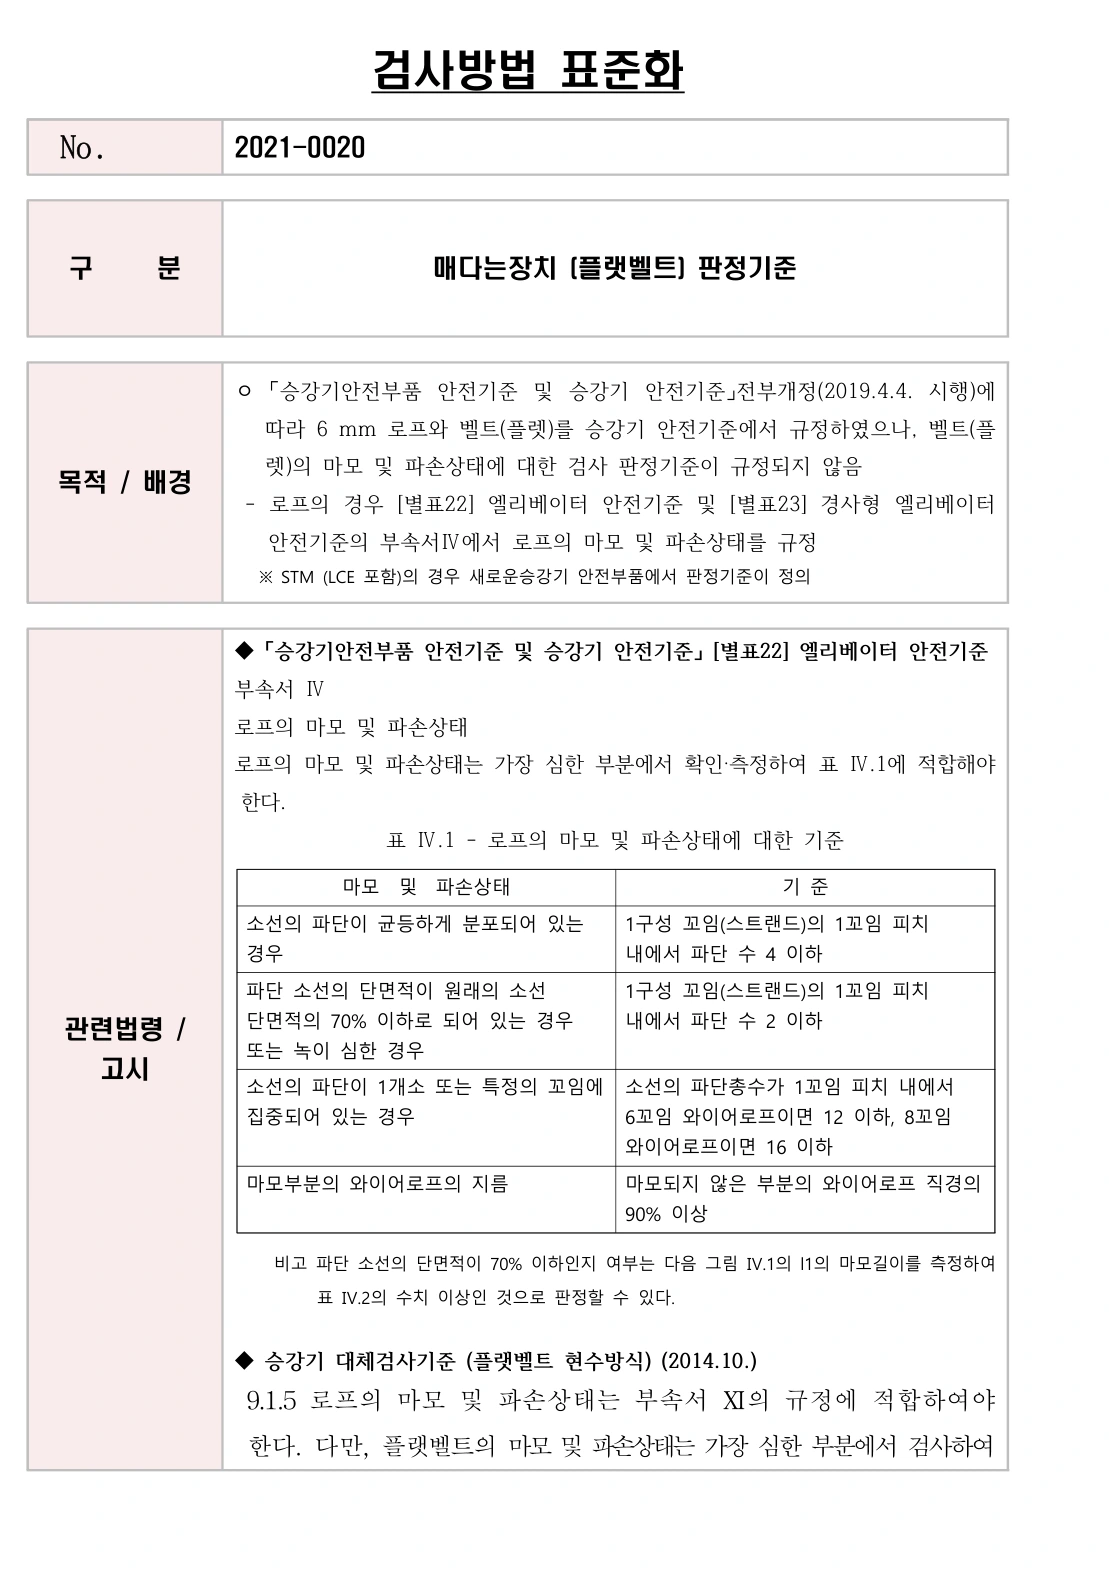 검사방법 표준화
No. 2021-0020
구 분 매다는장치 (플랫벨트) 판정기준
목적 / 배경
ㅇ 「승강기안전부품 안전기준 및 승강기 안전기준」전부개정(2019.4.4. 시행)에
따라 6 mm 로프와 벨트(플렛)를 승강기 안전기준에서 규정하였으나, 벨트(플
렛)의 마모 및 파손상태에 대한 검사 판정기준이 규정되지 않음
- 로프의 경우 [별표22] 엘리베이터 안전기준 및 [별표23] 경사형 엘리베이터
안전기준의 부속서Ⅳ에서 로프의 마모 및 파손상태를 규정
※ STM (LCE 포함)의 경우 새로운승강기 안전부품에서 판정기준이 정의
관련법령 /
고시
◆ 「승강기안전부품 안전기준 및 승강기 안전기준」 [별표22] 엘리베이터 안전기준
부속서 Ⅳ
로프의 마모 및 파손상태
로프의 마모 및 파손상태는 가장 심한 부분에서 확인·측정하여 표 Ⅳ.1에 적합해야
한다.
표 Ⅳ.1 - 로프의 마모 및 파손상태에 대한 기준
마모 및 파손상태 기 준
소선의 파단이 균등하게 분포되어 있는
경우
1구성 꼬임(스트랜드)의 1꼬임 피치
내에서 파단 수 4 이하
파단 소선의 단면적이 원래의 소선
단면적의 70% 이하로 되어 있는 경우
또는 녹이 심한 경우
1구성 꼬임(스트랜드)의 1꼬임 피치
내에서 파단 수 2 이하
소선의 파단이 1개소 또는 특정의 꼬임에
집중되어 있는 경우
소선의 파단총수가 1꼬임 피치 내에서
6꼬임 와이어로프이면 12 이하, 8꼬임
와이어로프이면 16 이하
마모부분의 와이어로프의 지름
마모되지 않은 부분의 와이어로프 직경의
90% 이상
비고 파단 소선의 단면적이 70% 이하인지 여부는 다음 그림 Ⅳ.1의 l1의 마모길이를 측정하여
표 Ⅳ.2의 수치 이상인 것으로 판정할 수 있다.
◆ 승강기 대체검사기준 (플랫벨트 현수방식) (2014.10.)
9.1.5 로프의 마모 및 파손상태는 부속서 Ⅺ의 규정에 적합하여야
한다. 다만, 플랫벨트의 마모 및 파손상태는 가장 심한 부분에서 검사하여